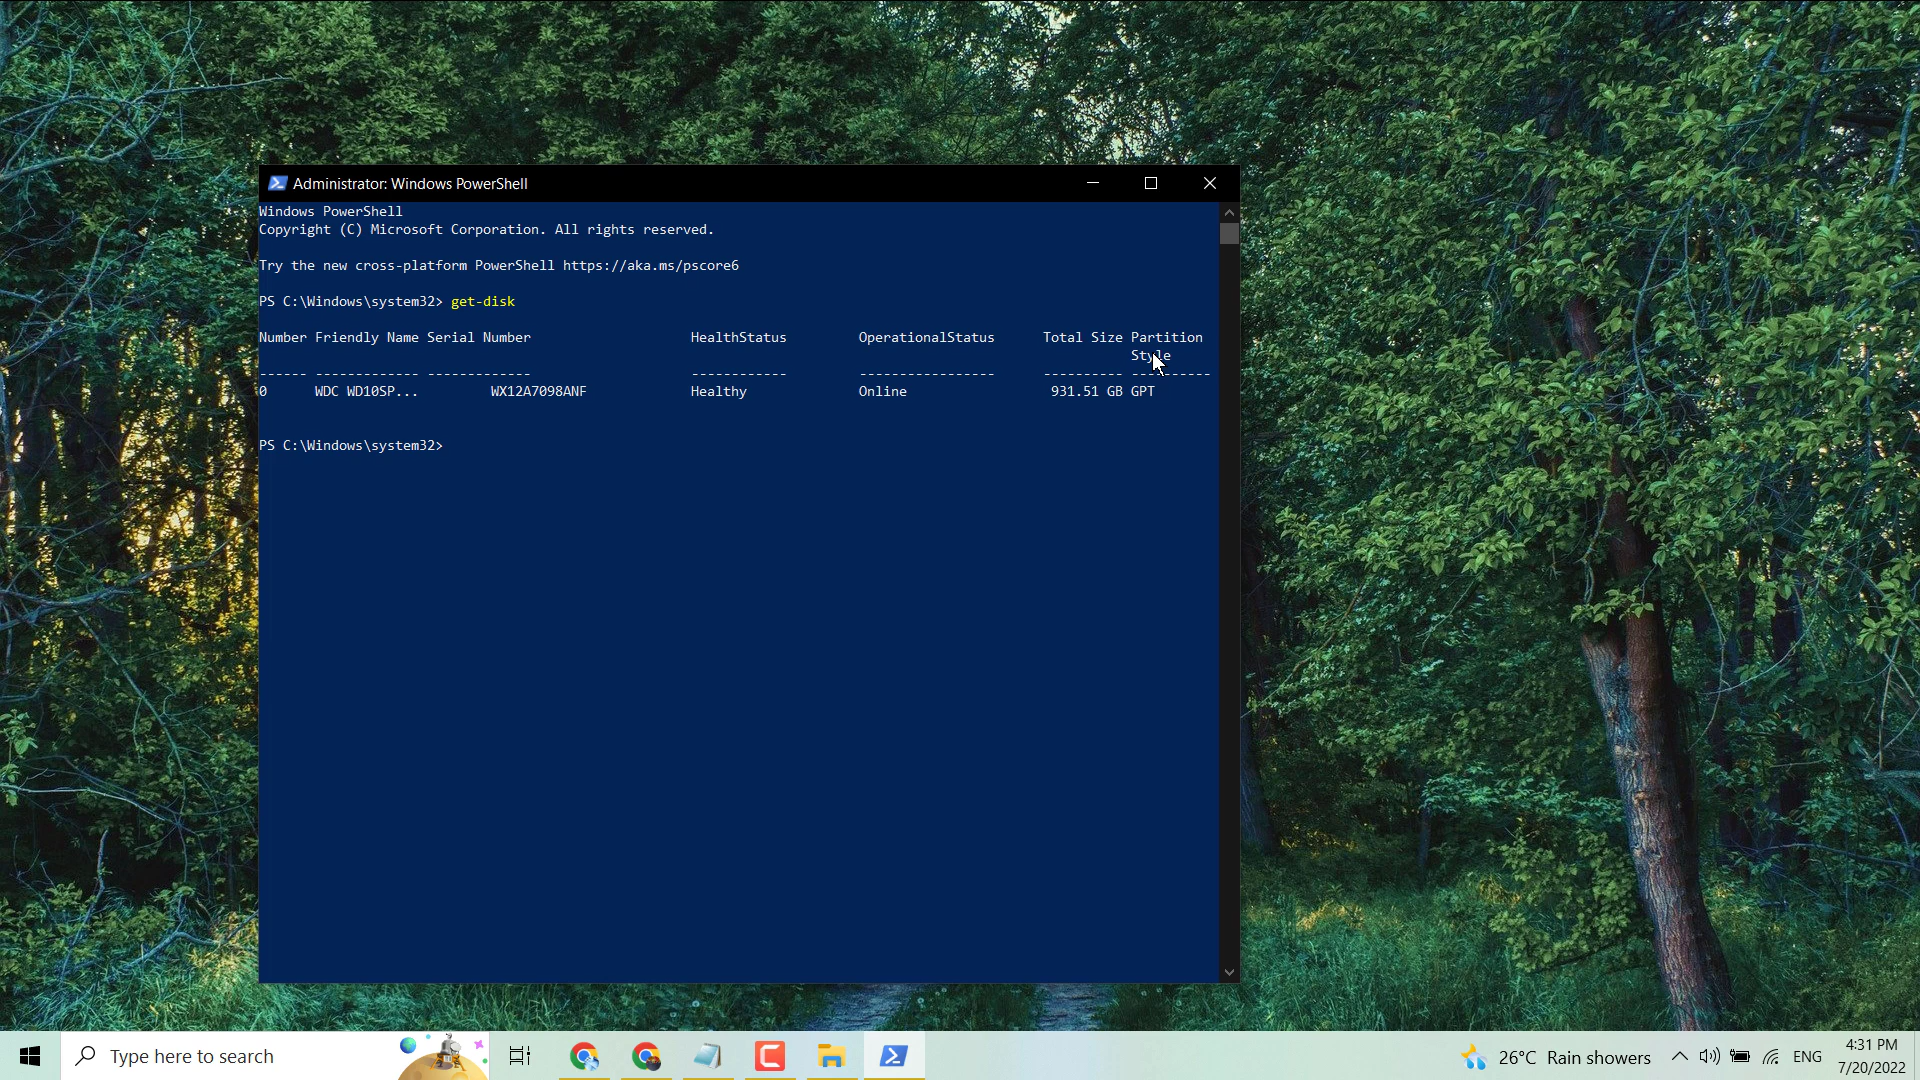 Administrator: Windows PowerShell
Windows PowerShell
Copyright (C) Microsoft Corporation. All rights reserved.
Try the new cross-platform PowerShell https://aka.ms/pscore6
PS C:\Windows\system32> get-disk
Number Friendly Name Serial Number HealthStatus OperationalStatus Total Size Partition
Style
------ ------------- ------------- ------------ ----------------- ---------- ----------
0 WDC WD10SP... WX12A7098ANF Healthy Online 931.51 GB GPT
PS C:\Windows\system32>
Type here to search
26°C Rain showers
ENG
4:31 PM
7/20/2022